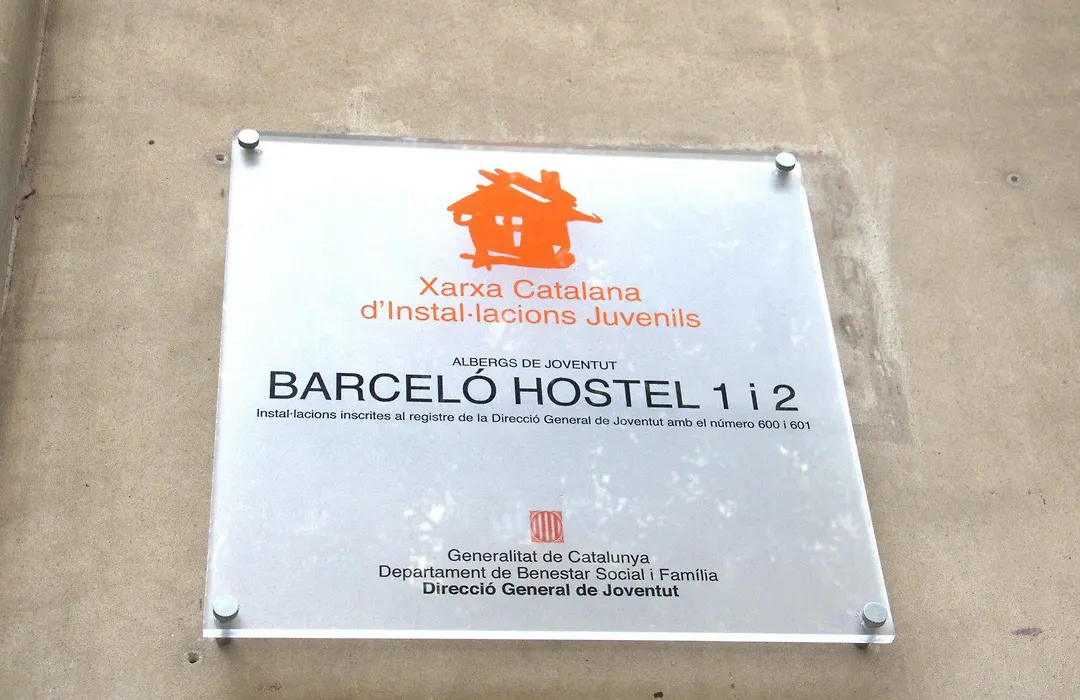 Xarxa Catalana
d'Instal·lacions Juvenils
ALBERGS DE JOVENTUT
BARCELÓ HOSTEL 1 i 2
Instal·lacions inscrites al registre de la Direcció General de Joventut amb el número 600 i 601
Generalitat de Catalunya
Departament de Benestar Social i Família
Direcció General de Joventut